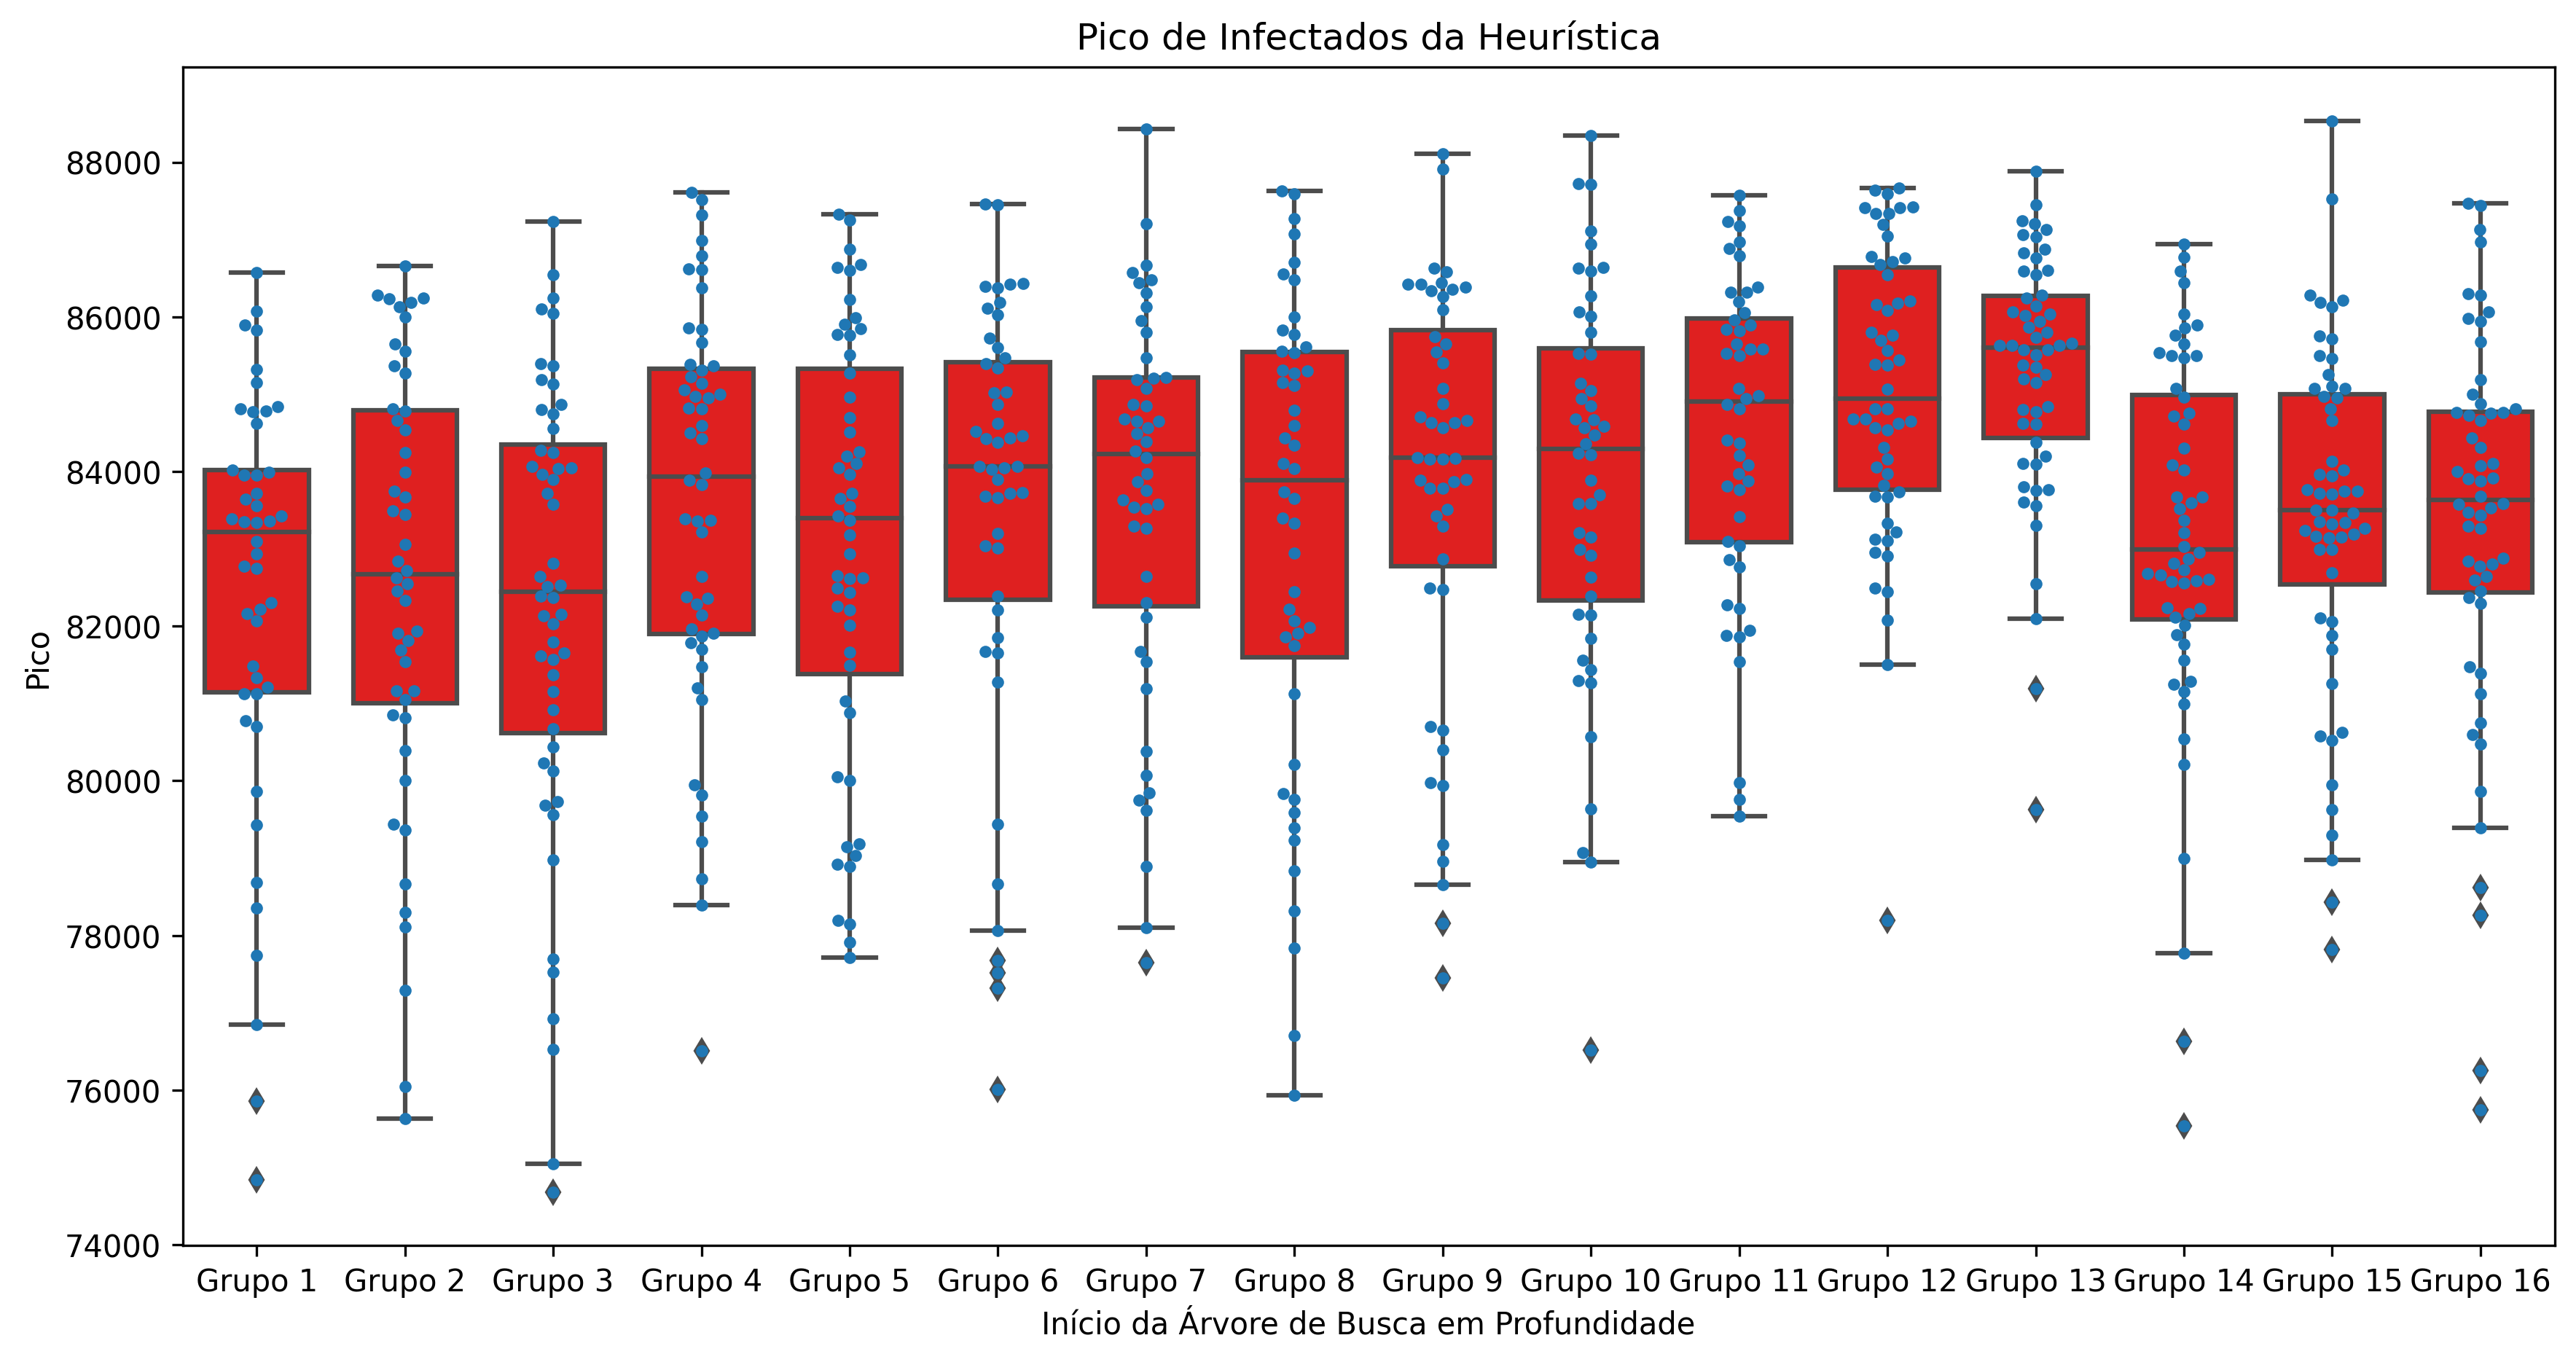 Pico de Infectados da Heurística
Pico
88000
86000
84000
82000
80000
78000
76000
74000
Grupo 1 Grupo 2 Grupo 3 Grupo 4 Grupo 5 Grupo 6 Grupo 7 Grupo 8 Grupo 9 Grupo 10 Grupo 11 Grupo 12 Grupo 13 Grupo 14 Grupo 15 Grupo 16
Início da Árvore de Busca em Profundidade